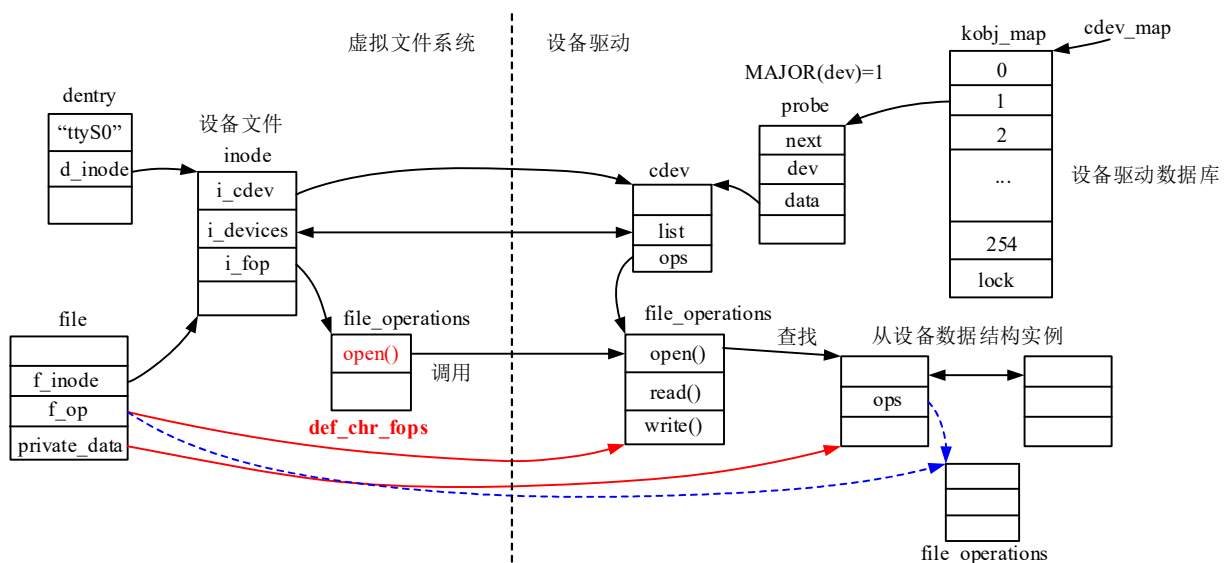 虚拟文件系统
设备驱动
kobj_map
cdev_map
0
1
2
...
254
lock
设备驱动数据库
MAJOR(dev)=1
probe
next
dev
data
dentry
“ttyS0”
d_inode
设备文件
inode
i_cdev
i_devices
i_fop
cdev
list
ops
file
f_inode
f_op
private_data
file_operations
open()
调用
def_chr_fops
file_operations
open()
read()
write()
查找
从设备数据结构实例
ops
file_operations